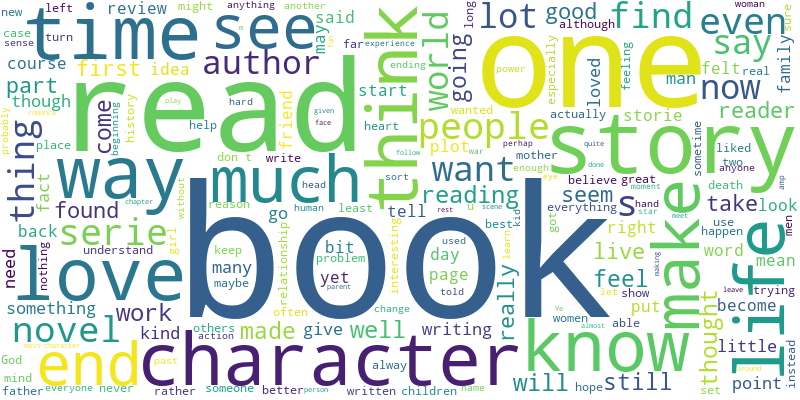 new
left
review
might
anything
another
long
good
find
even
woman
sure
case
sense
turn
time
see
said
may
far
experience
lot
although
say
family
course
first
idea
author
ending
world
going
one
especially
feeling
loved
felt
man
real
part
though
come
beginning
history
read
play
hard
given
face
friend
start
heart
think
power
wanted
actually
storie
now
reader
probably
romance
place
help
people
plot
war
perhap
story
sometime
liked
two
anyone
thing
fact
way
don t
write
much
follow
mother
quite
done
chapter
without
reason
head
sort
want
enough
believe
great
death
amp
found
human
least
reading
seem
eye
moment
take
look
men
back
serie
girl
go
relationship
tell
u
rest
best
scene
kid
everything
s
hand
star
meet
make
use
happen
need
nothing
understand
love
keep
many
maybe
bit
problem
yet
parent
interesting
day
page
used
told
book
really
learn
got
right
live
feel
word
mean
life
something
work
often
change
let
show
making
leave
trying
become
novel
kind
others
action
made
give
well
writing
Ye
women
almost
able
put
thought
little
around
God
mind
main character
end
past
character
know
will
still
set
point
instead
father
everyone
never
rather
someone
better
person
written
alway
children
name
hope